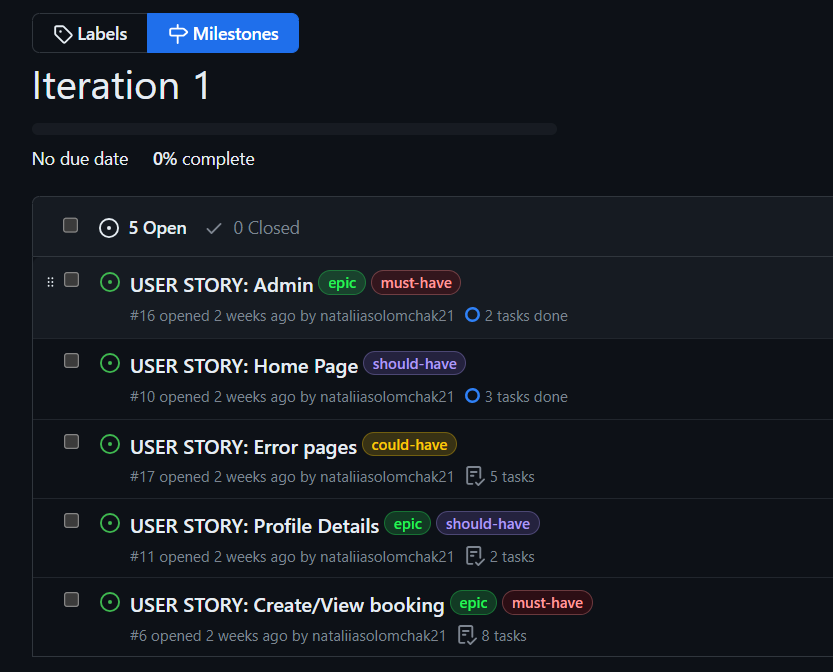 Labels Milestones
Iteration 1
No due date 0% complete
5 Open 0 Closed
USER STORY: Admin epic must-have
#16 opened 2 weeks ago by nataliiasolomchak21 2 tasks done
USER STORY: Home Page should-have
#10 opened 2 weeks ago by nataliiasolomchak21 3 tasks done
USER STORY: Error pages could-have
#17 opened 2 weeks ago by nataliiasolomchak21 5 tasks
USER STORY: Profile Details epic should-have
#11 opened 2 weeks ago by nataliiasolomchak21 2 tasks
USER STORY: Create/View booking epic must-have
#6 opened 2 weeks ago by nataliiasolomchak21 8 tasks